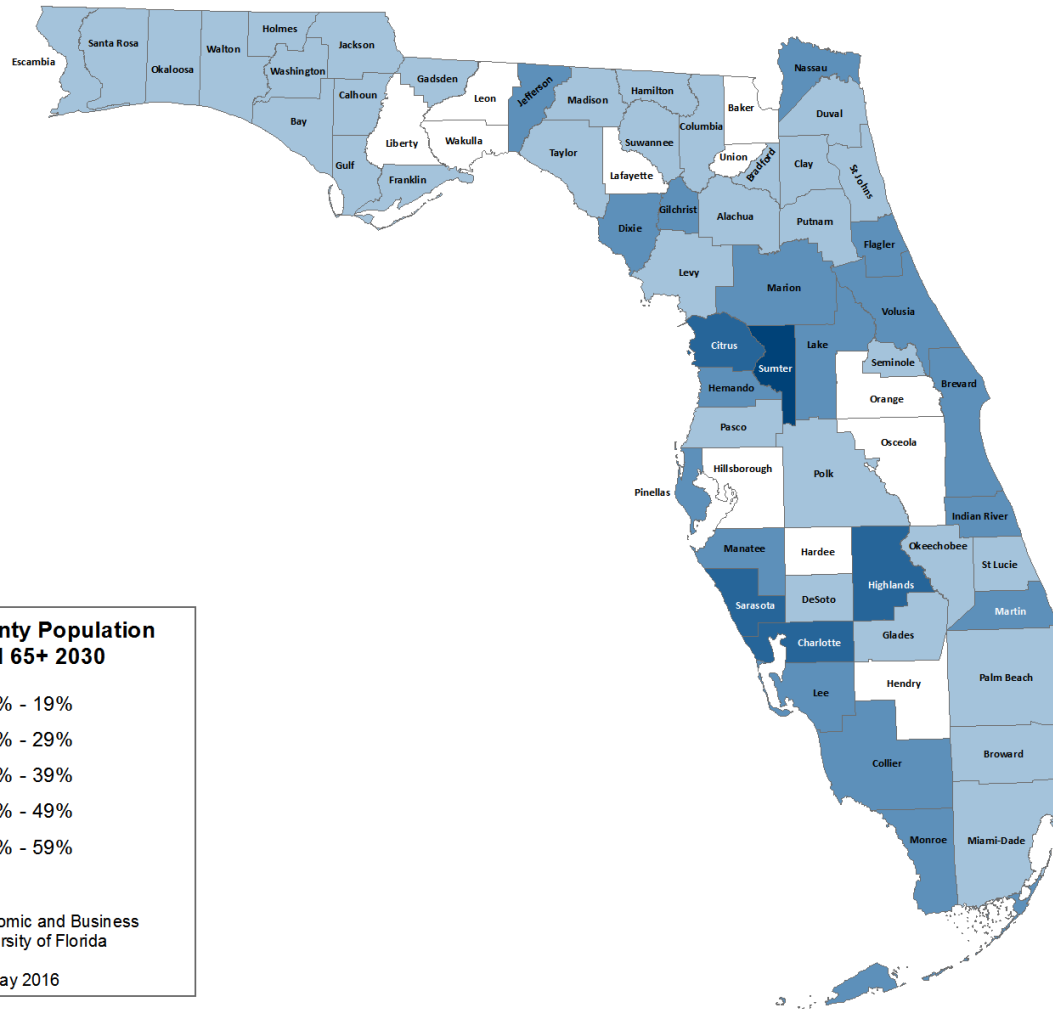 Holmes
Santa Rosa
Jackson
Walton
Escambia
Okaloosa
Washington
Gadsden
Calhoun
Leon
Jefferson
Madison
Hamilton
Nassau
Baker
Duval
Bay
Liberty
Wakulla
Columbia
Taylor
Suwannee
Union
Bradford
Clay
St Johns
Gulf
Franklin
Lafayette
Gilchrist
Alachua
Putnam
Dixie
Flagler
Levy
Marion
Volusia
Citrus
Sumter
Lake
Seminole
Hernando
Brevard
Orange
Pasco
Osceola
Hillsborough
Polk
Pinellas
Indian River
Manatee
Hardee
Okeechobee
St Lucie
Highlands
Sarasota
DeSoto
Martin
Charlotte
Glades
Lee
Hendry
Palm Beach
Collier
Broward
Monroe
Miami-Dade
nty Population
65+ 2030
% - 19%
% - 29%
% - 39%
% - 49%
% - 59%
omic and Business
rsity of Florida
ay 2016